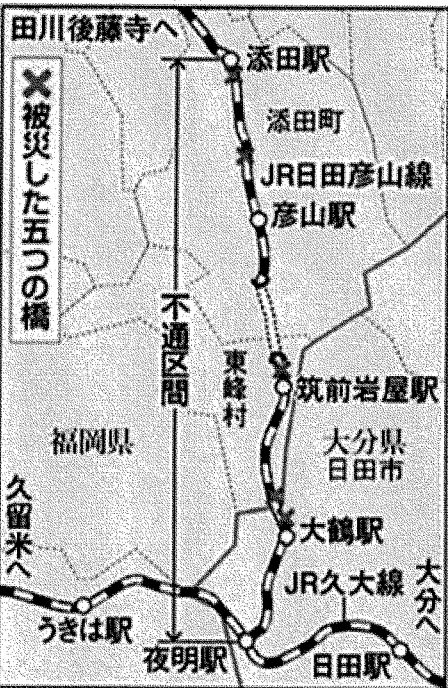 田川後藤寺へ
添田駅
✖被災した五つの橋
添田町
JR日田彦山線
彦山駅
不通区間
東峰村
筑前岩屋駅
福岡県
大分県
日田市
久留米へ
大鶴駅
JR久大線
大分へ
うきは駅
夜明駅
日田駅